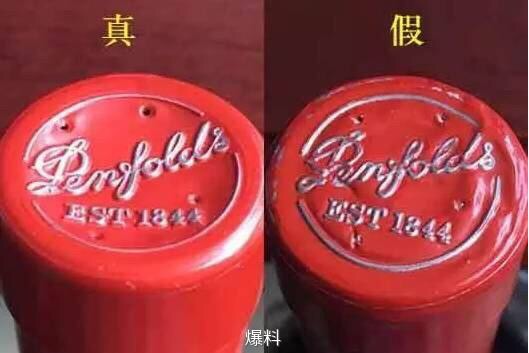 真
假
Penfolds
EST 1844
Penfolds
EST 1844
爆料